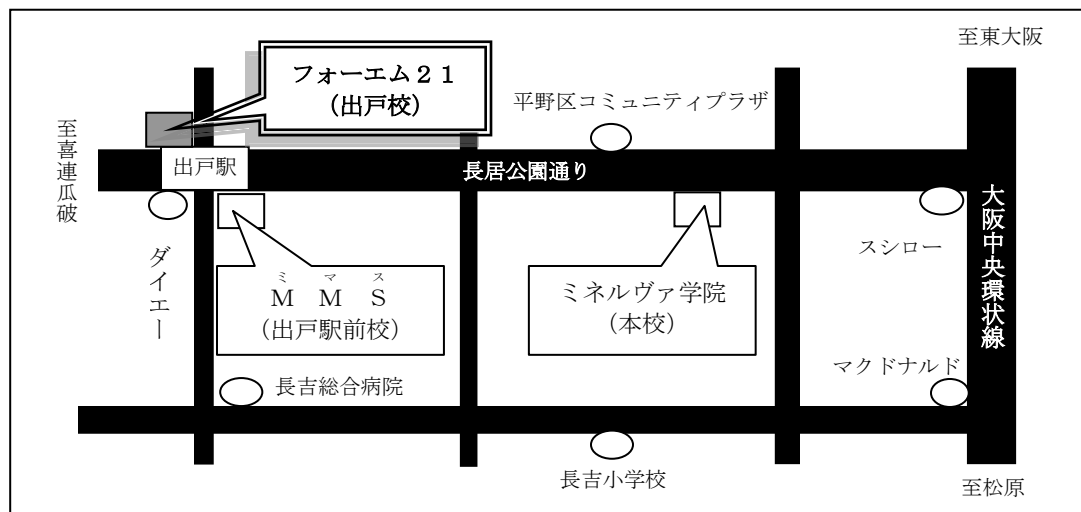 至東大阪
フォーエム２１
（出戸校）
平野区コミュニティプラザ
至喜連瓜破
出戸駅
長居公園通り
大阪中央環状線
ダイエー
スシロー
ミ マ ス
Ｍ Ｍ Ｓ
（出戸駅前校）
ミネルヴァ学院
（本校）
マクドナルド
長吉総合病院
長吉小学校
至松原